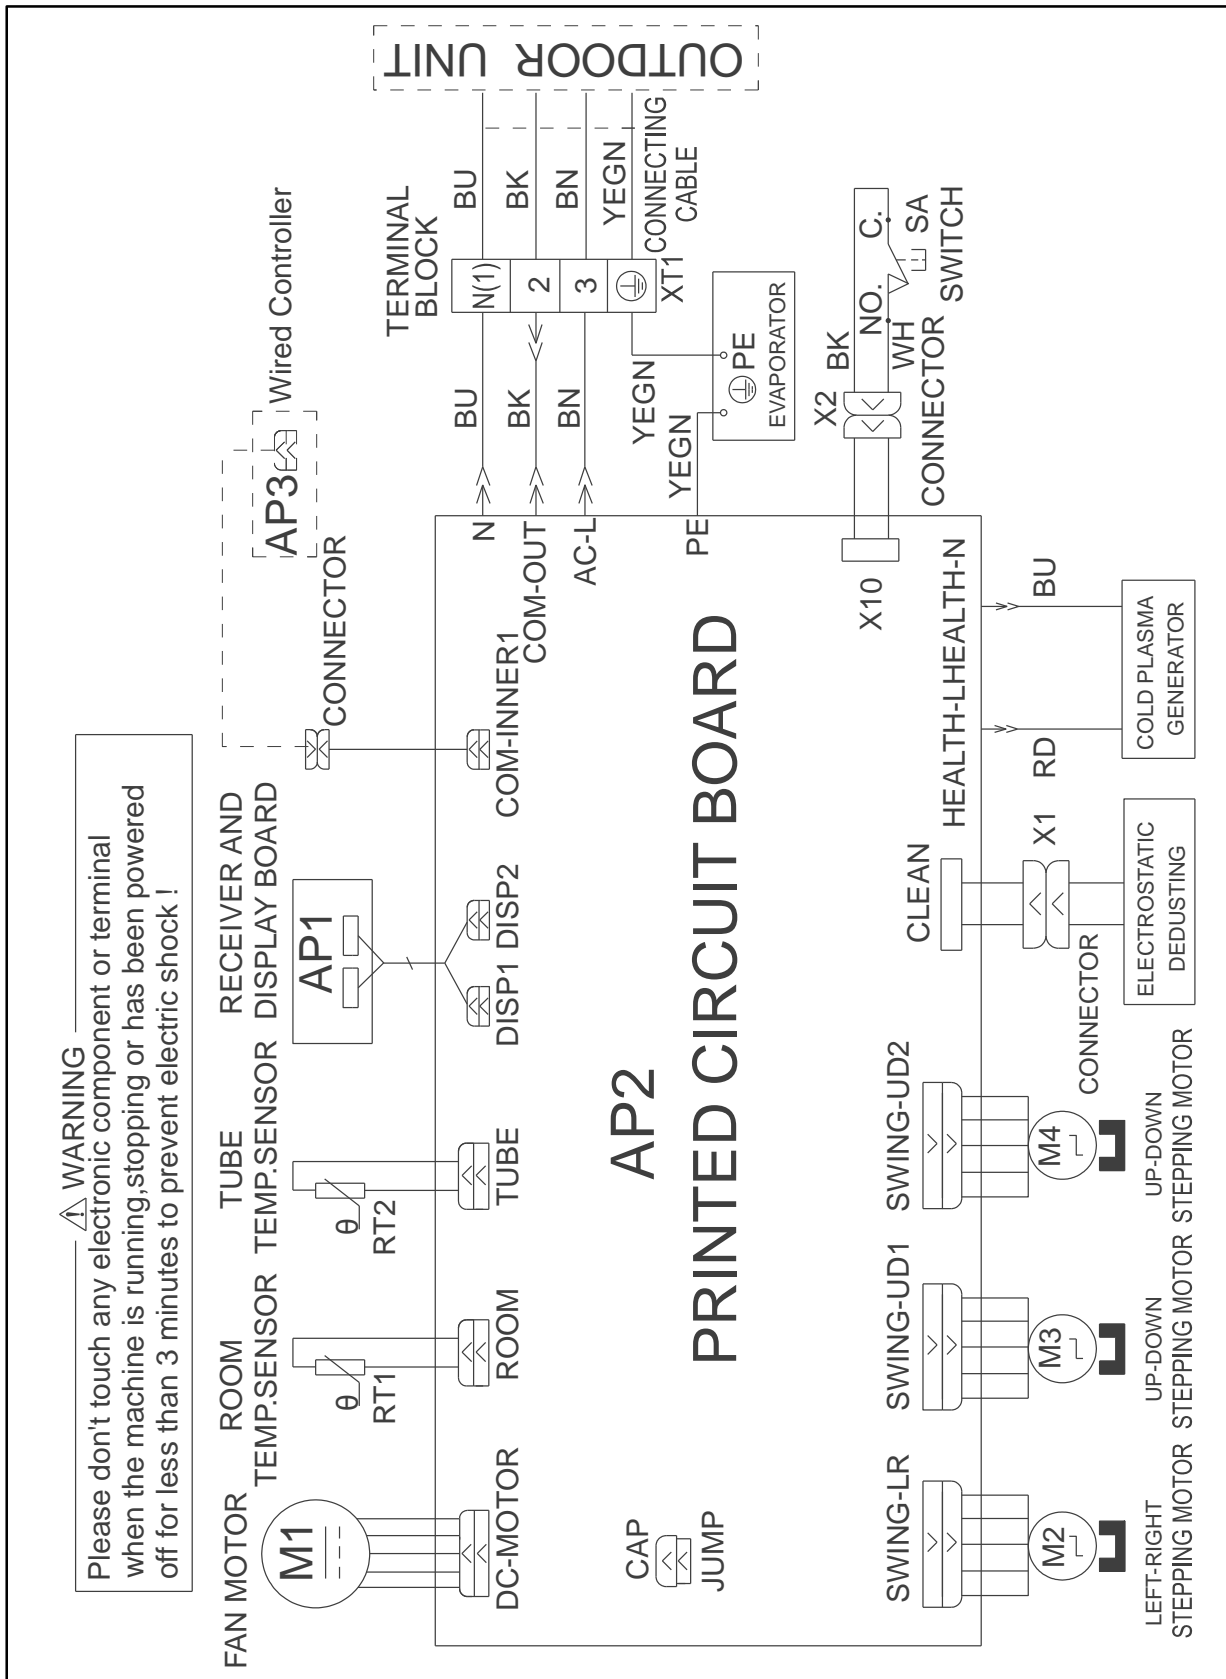 ⚠ WARNING
Please don't touch any electronic component or terminal
when the machine is running,stopping or has been powered
off for less than 3 minutes to prevent electric shock !
FAN MOTOR
M1
DC-MOTOR
ROOM
TEMP.SENSOR
θ
RT1
ROOM
TUBE
TEMP.SENSOR
θ
RT2
TUBE
RECEIVER AND
DISPLAY BOARD
AP1
DISP1
DISP2
CONNECTOR
COM-INNER1
AP3
Wired Controller
TERMINAL
BLOCK
N
BU
N(1)
BU
COM-OUT
BK
2
BK
AC-L
BN
3
BN
YEGN
YEGN
XT1
CONNECTING
CABLE
OUTDOOR UNIT
PE
YEGN
PE
EVAPORATOR
X10
X2
CONNECTOR
BK
WH
NO.
C.
SA
SWITCH
AP2
PRINTED CIRCUIT BOARD
CAP
JUMP
SWING-LR
M2
LEFT-RIGHT
STEPPING MOTOR
SWING-UD1
M3
UP-DOWN
STEPPING MOTOR
SWING-UD2
M4
UP-DOWN
STEPPING MOTOR
CLEAN
X1
CONNECTOR
ELECTROSTATIC
DEDUSTING
HEALTH-L
HEALTH-N
RD
BU
COLD PLASMA
GENERATOR